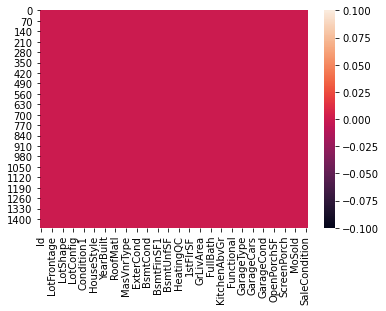 0
70
140
210
280
350
420
490
560
630
700
770
840
910
980
1050
1120
1190
1260
1330
1400
0.100
0.075
0.050
0.025
0.000
−0.025
−0.050
−0.075
−0.100
Id
LotFrontage
LotShape
LotConfig
Condition1
HouseStyle
YearBuilt
RoofMatl
MasVnrType
ExterCond
BsmtCond
BsmtFinSF1
BsmtUnfSF
HeatingQC
1stFlrSF
GrLivArea
FullBath
KitchenAbvGr
Functional
GarageType
GarageCars
GarageCond
OpenPorchSF
ScreenPorch
MoSold
SaleCondition